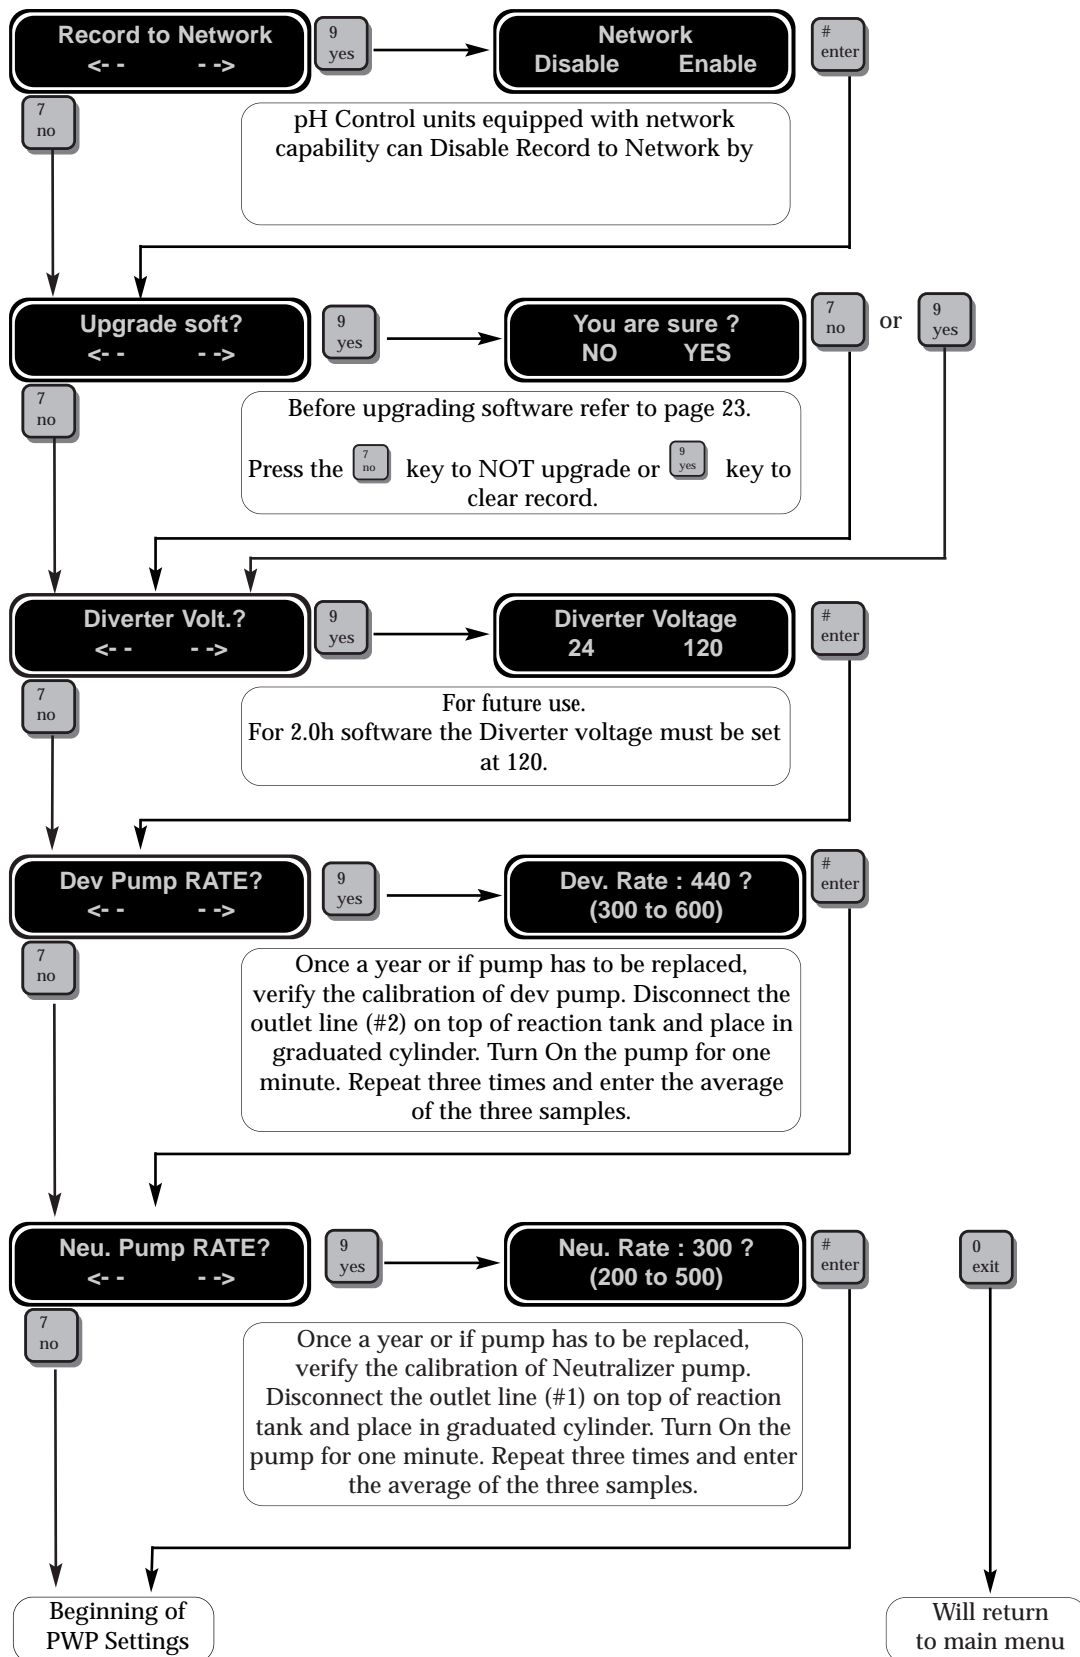 Record to Network
<- - - ->
9
yes
Network
Disable Enable
#
enter
7
no
pH Control units equipped with network
capability can Disable Record to Network by
Upgrade soft?
<- - - ->
9
yes
You are sure ?
NO YES
7
no
or
9
yes
7
no
Before upgrading software refer to page 23.
Press the 7 no key to NOT upgrade or 9 yes key to
clear record.
Diverter Volt.?
<- - - ->
9
yes
Diverter Voltage
24 120
#
enter
7
no
For future use.
For 2.0h software the Diverter voltage must be set
at 120.
Dev Pump RATE?
<- - - ->
9
yes
Dev. Rate : 440 ?
(300 to 600)
#
enter
7
no
Once a year or if pump has to be replaced,
verify the calibration of dev pump. Disconnect the
outlet line (#2) on top of reaction tank and place in
graduated cylinder. Turn On the pump for one
minute. Repeat three times and enter the average
of the three samples.
Neu. Pump RATE?
<- - - ->
9
yes
Neu. Rate : 300 ?
(200 to 500)
#
enter
0
exit
7
no
Once a year or if pump has to be replaced,
verify the calibration of Neutralizer pump.
Disconnect the outlet line (#1) on top of reaction
tank and place in graduated cylinder. Turn On the
pump for one minute. Repeat three times and enter
the average of the three samples.
Beginning of
PWP Settings
Will return
to main menu